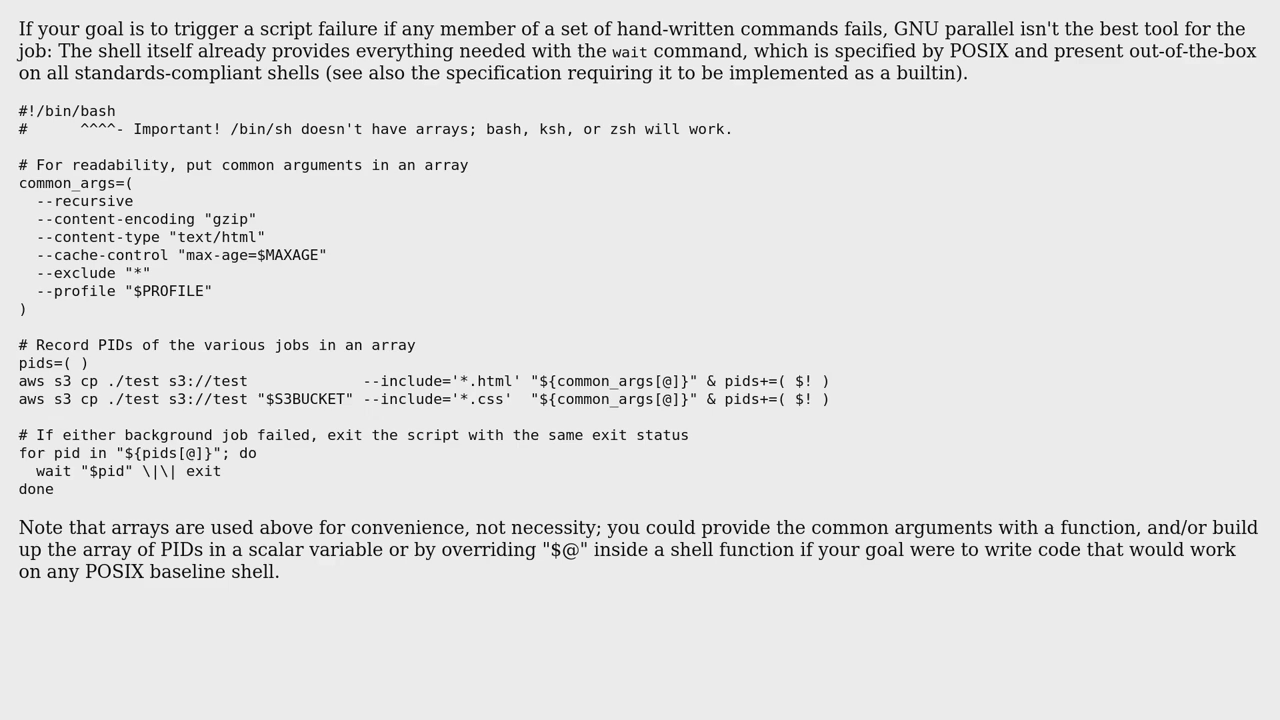 If your goal is to trigger a script failure if any member of a set of hand-written commands fails, GNU parallel isn't the best tool for the
job: The shell itself already provides everything needed with the wait command, which is specified by POSIX and present out-of-the-box
on all standards-compliant shells (see also the specification requiring it to be implemented as a builtin).

#!/bin/bash
#      ^^^^- Important! /bin/sh doesn't have arrays; bash, ksh, or zsh will work.

# For readability, put common arguments in an array
common_args=(
  --recursive
  --content-encoding "gzip"
  --content-type "text/html"
  --cache-control "max-age=$MAXAGE"
  --exclude "*"
  --profile "$PROFILE"
)

# Record PIDs of the various jobs in an array
pids=( )
aws s3 cp ./test s3://test             --include='*.html' "${common_args[@]}" & pids+=( $! )
aws s3 cp ./test s3://test "$S3BUCKET" --include='*.css'  "${common_args[@]}" & pids+=( $! )

# If either background job failed, exit the script with the same exit status
for pid in "${pids[@]}"; do
  wait "$pid" \|\| exit
done

Note that arrays are used above for convenience, not necessity; you could provide the common arguments with a function, and/or build
up the array of PIDs in a scalar variable or by overriding "$@" inside a shell function if your goal were to write code that would work
on any POSIX baseline shell.